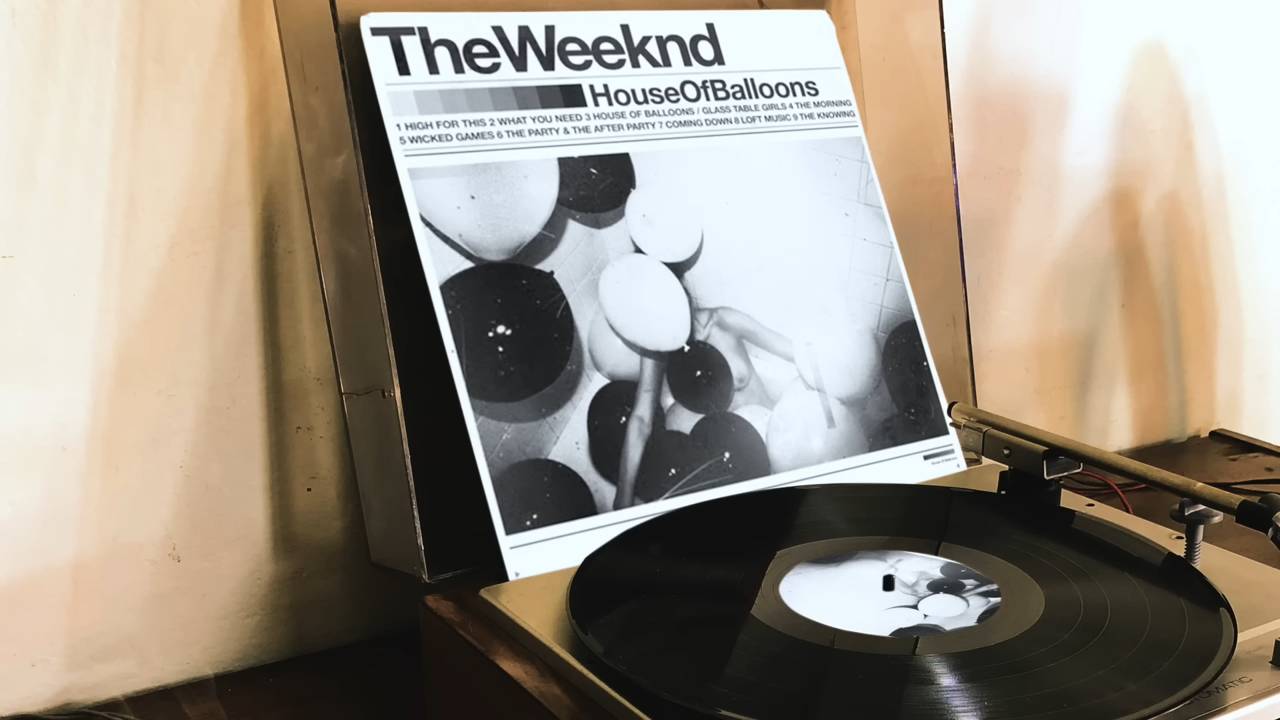 TheWeeknd
HouseOfBalloons
1 HIGH FOR THIS 2 WHAT YOU NEED 3 HOUSE OF BALLOONS / GLASS TABLE GIRLS 4 THE MORNING
5 WICKED GAMES 6 THE PARTY & THE AFTER PARTY 7 COMING DOWN 8 LOFT MUSIC 9 THE KNOWING